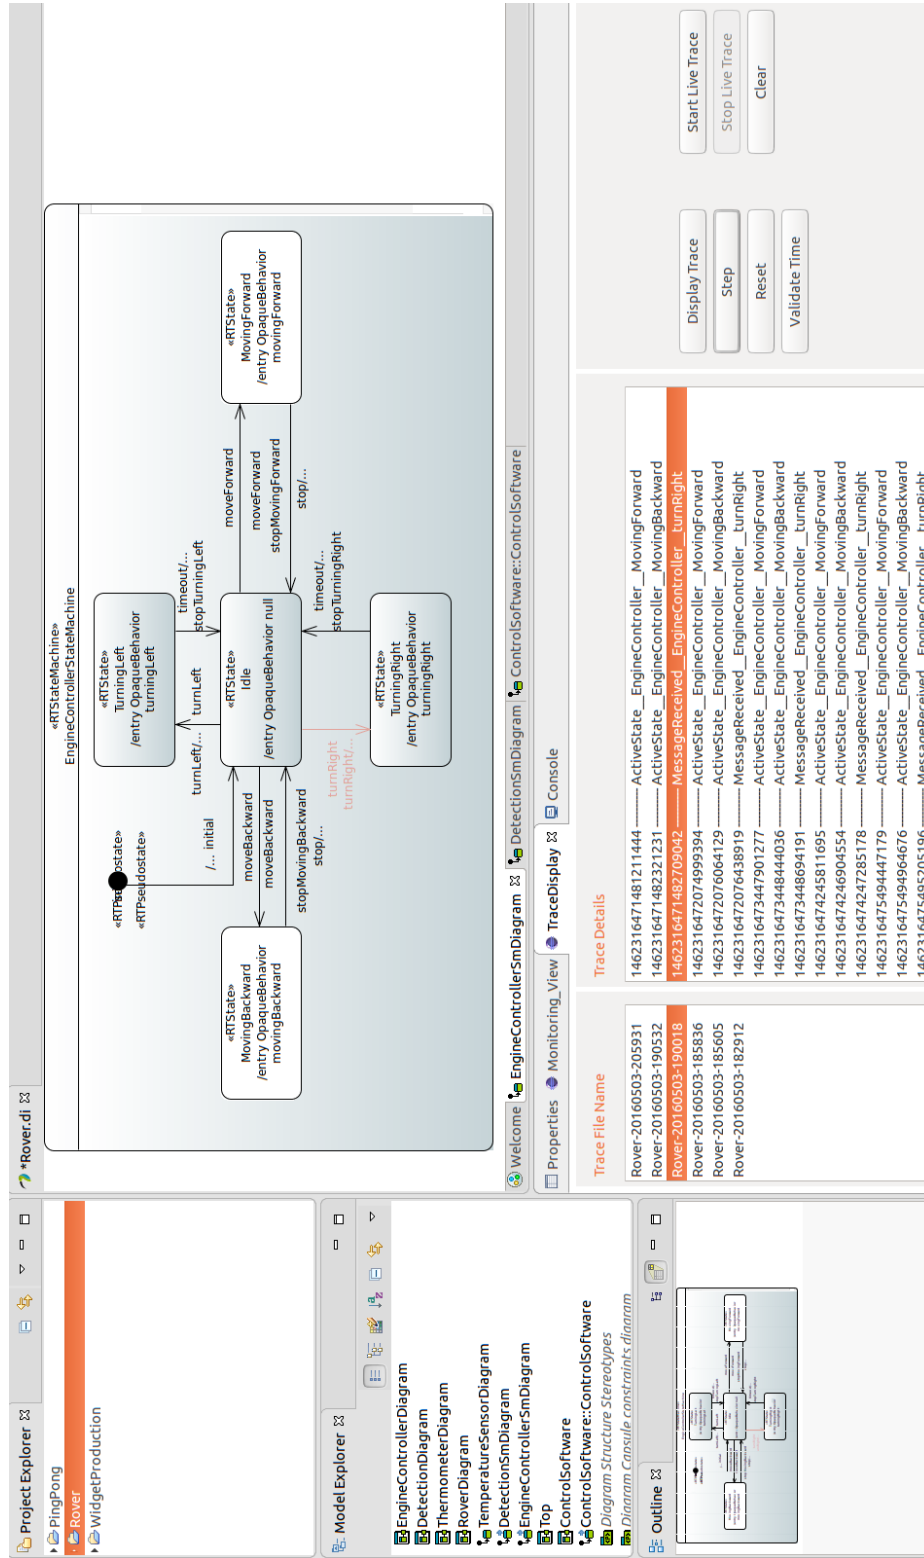 Project Explorer
PingPong
Rover
WidgetProduction
Model Explorer
EngineControllerDiagram
DetectionDiagram
ThermometerDiagram
RoverDiagram
TemperatureSensorDiagram
DetectionSmDiagram
EngineControllerSmDiagram
Top
ControlSoftware
ControlSoftware::ControlSoftware
Diagram Structure Stereotypes
Diagram Capsule constraints diagram
Outline
*Rover.di
«RTStateMachine»
EngineControllerStateMachine
«RTPseudostate»
«RTPseudostate»
/... initial
«RTState»
TurningLeft
/entry OpaqueBehavior
turningLeft
turnLeft/...
turnLeft
timeout/...
stopTurningLeft
«RTState»
MovingBackward
/entry OpaqueBehavior
movingBackward
moveBackward
moveBackward
stopMovingBackward
stop/...
«RTState»
Idle
/entry OpaqueBehavior null
moveForward
moveForward
stopMovingForward
stop/...
«RTState»
MovingForward
/entry OpaqueBehavior
movingForward
turnRight
turnRight/...
timeout/...
stopTurningRight
«RTState»
TurningRight
/entry OpaqueBehavior
turningRight
Welcome
EngineControllerSmDiagram
DetectionSmDiagram
ControlSoftware::ControlSoftware
Properties
Monitoring_View
TraceDisplay
Console
Trace File Name
Rover-20160503-205931
Rover-20160503-190532
Rover-20160503-190018
Rover-20160503-185836
Rover-20160503-185605
Rover-20160503-182912
Trace Details
1462316471481211444 -------- ActiveState__EngineController__MovingForward
1462316471482321231 -------- ActiveState__EngineController__MovingBackward
1462316471482709042 -------- MessageReceived__EngineController__turnRight
1462316472074999394 -------- ActiveState__EngineController__MovingForward
1462316472076064129 -------- ActiveState__EngineController__MovingBackward
1462316472076438919 -------- MessageReceived__EngineController__turnRight
1462316473447901277 -------- ActiveState__EngineController__MovingForward
1462316473448444036 -------- ActiveState__EngineController__MovingBackward
1462316473448694191 -------- MessageReceived__EngineController__turnRight
1462316474245811695 -------- ActiveState__EngineController__MovingForward
1462316474246904554 -------- ActiveState__EngineController__MovingBackward
1462316474247285178 -------- MessageReceived__EngineController__turnRight
1462316475494447179 -------- ActiveState__EngineController__MovingForward
1462316475494964676 -------- ActiveState__EngineController__MovingBackward
1462316475495205196 -------- MessageReceived__EngineController__turnRight
Display Trace
Start Live Trace
Step
Stop Live Trace
Reset
Clear
Validate Time